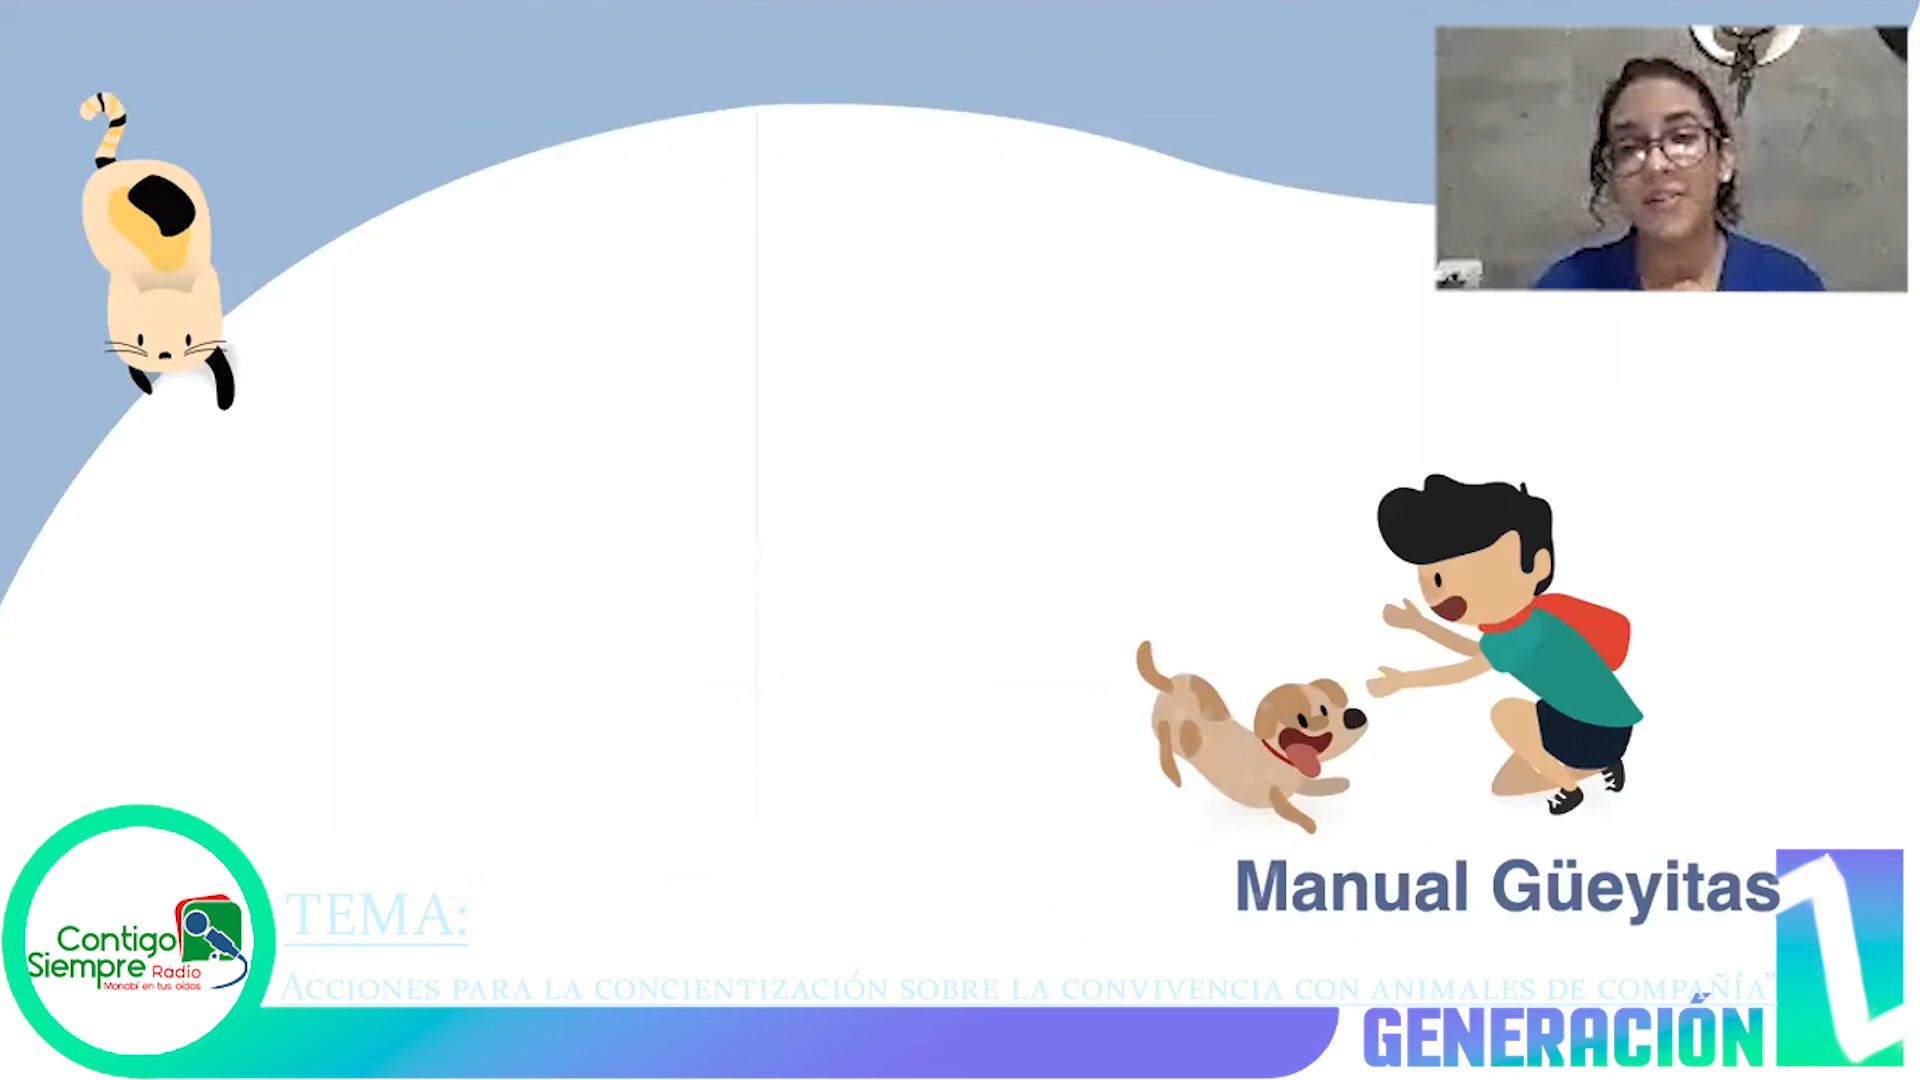 Manual Güeyitas
TEMA:
Acciones para la concientización sobre la convivencia con animales de compañía"
Contigo
Siempre Radio
Manabí en tus oídos
GENERACIÓN Z